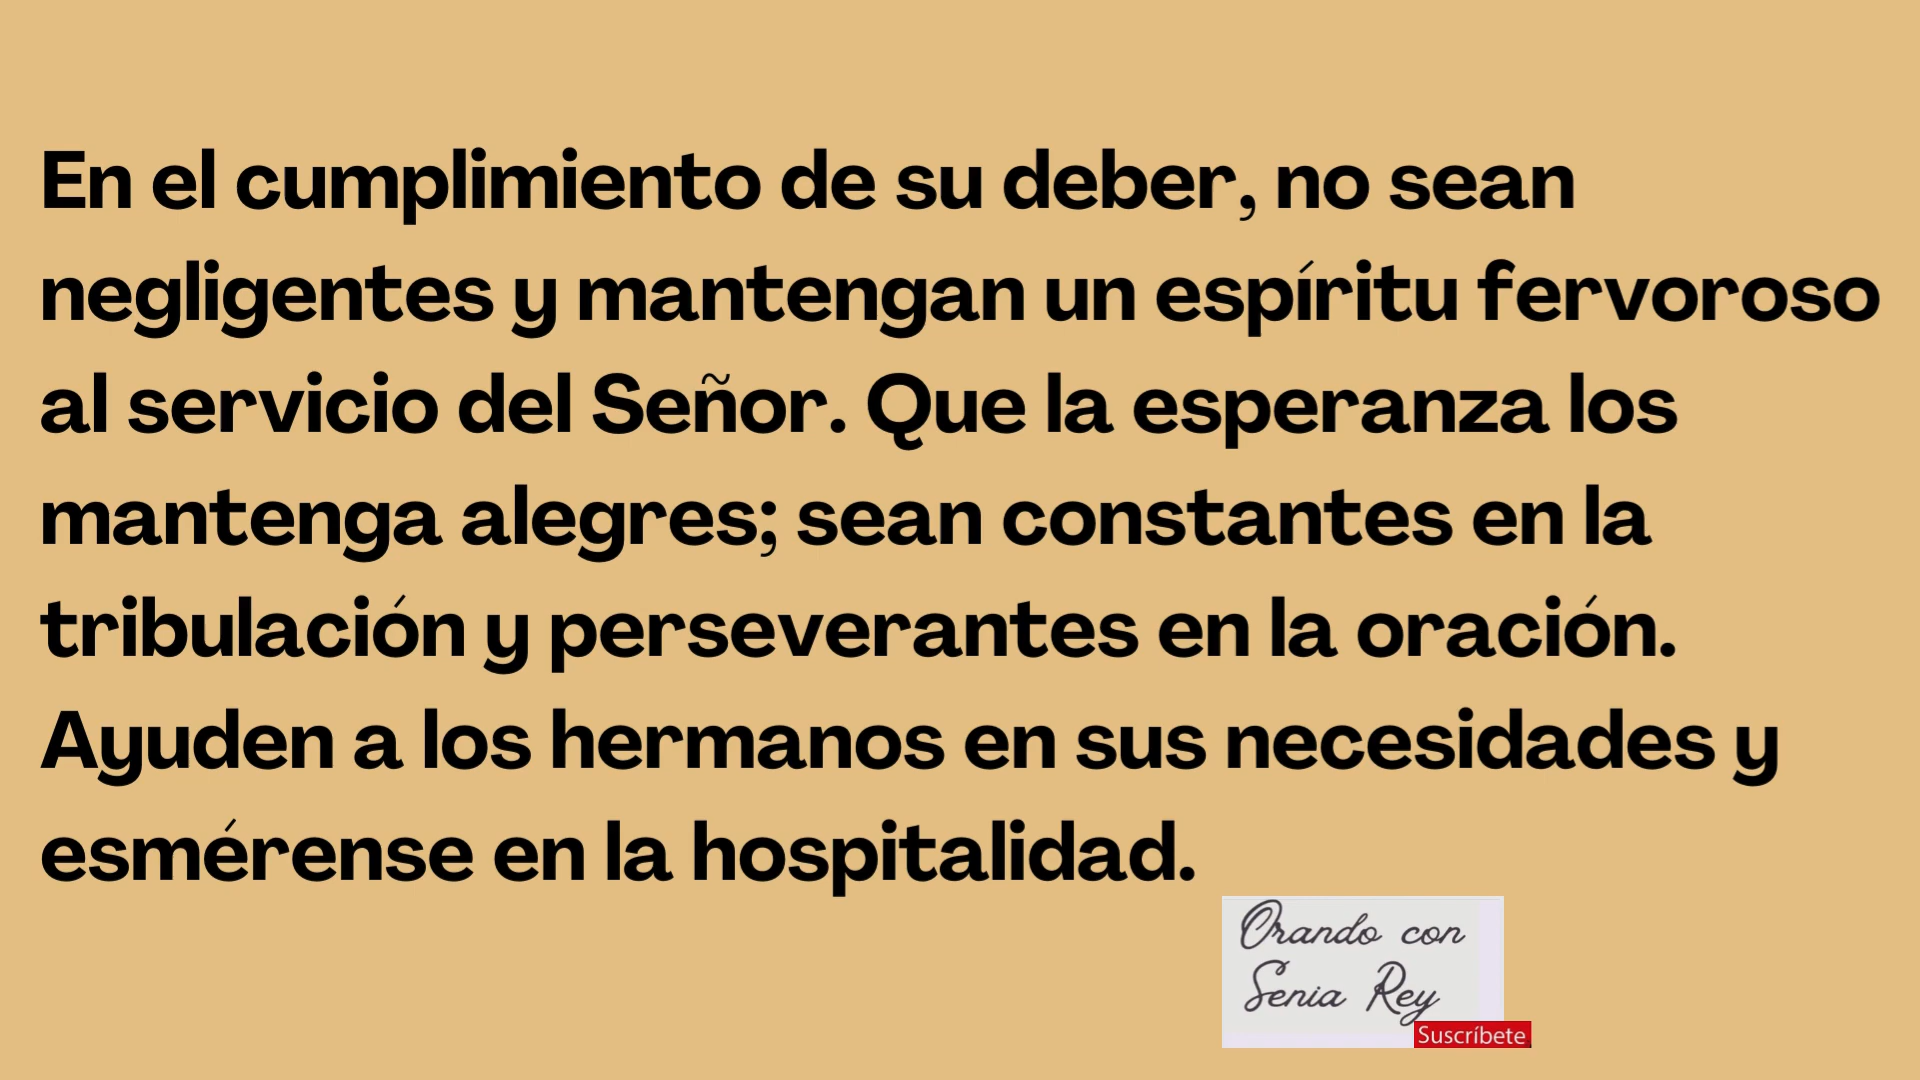 En el cumplimiento de su deber, no sean
negligentes y mantengan un espíritu fervoroso
al servicio del Señor. Que la esperanza los
mantenga alegres; sean constantes en la
tribulación y perseverantes en la oración.
Ayuden a los hermanos en sus necesidades y
esmérense en la hospitalidad.
Orando con
Senia Rey
Suscríbete